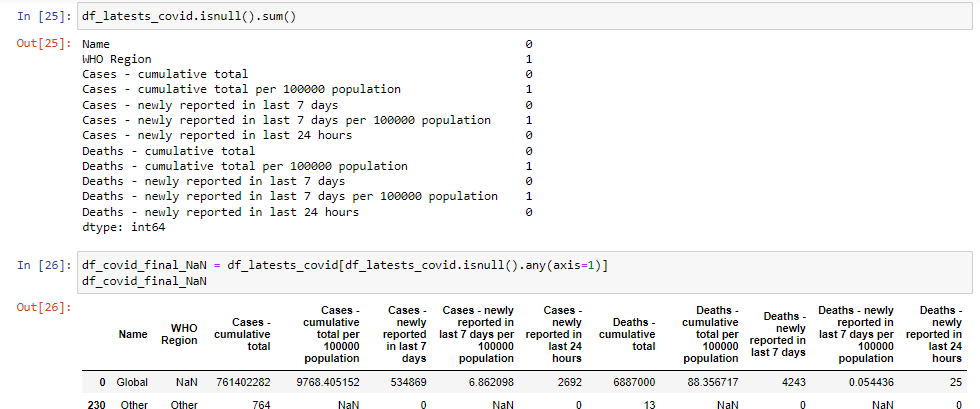 In [25]: df_latests_covid.isnull().sum()
Out[25]: Name 0
WHO Region 1
Cases - cumulative total 0
Cases - cumulative total per 100000 population 1
Cases - newly reported in last 7 days 0
Cases - newly reported in last 7 days per 100000 population 1
Cases - newly reported in last 24 hours 0
Deaths - cumulative total 0
Deaths - cumulative total per 100000 population 1
Deaths - newly reported in last 7 days 0
Deaths - newly reported in last 7 days per 100000 population 1
Deaths - newly reported in last 24 hours 0
dtype: int64
In [26]: df_covid_final_NaN = df_latests_covid[df_latests_covid.isnull().any(axis=1)]
df_covid_final_NaN
Out[26]:
Name
WHO
Region
Cases -
cumulative
total
Cases -
cumulative
total per
100000
population
Cases -
newly
reported
in last 7
days
Cases - newly
reported in
last 7 days per
100000
population
Cases -
newly
reported in
last 24
hours
Deaths -
cumulative
total
Deaths -
cumulative
total per
100000
population
Deaths -
newly
reported in
last 7 days
Deaths - newly
reported in
last 7 days per
100000
population
Deaths -
newly
reported in
last 24
hours
0 Global NaN 761402282 9768.405152 534869 6.862098 2692 6887000 88.356717 4243 0.054436 25
230 Other Other 764 NaN 0 NaN 0 13 NaN 0 NaN 0